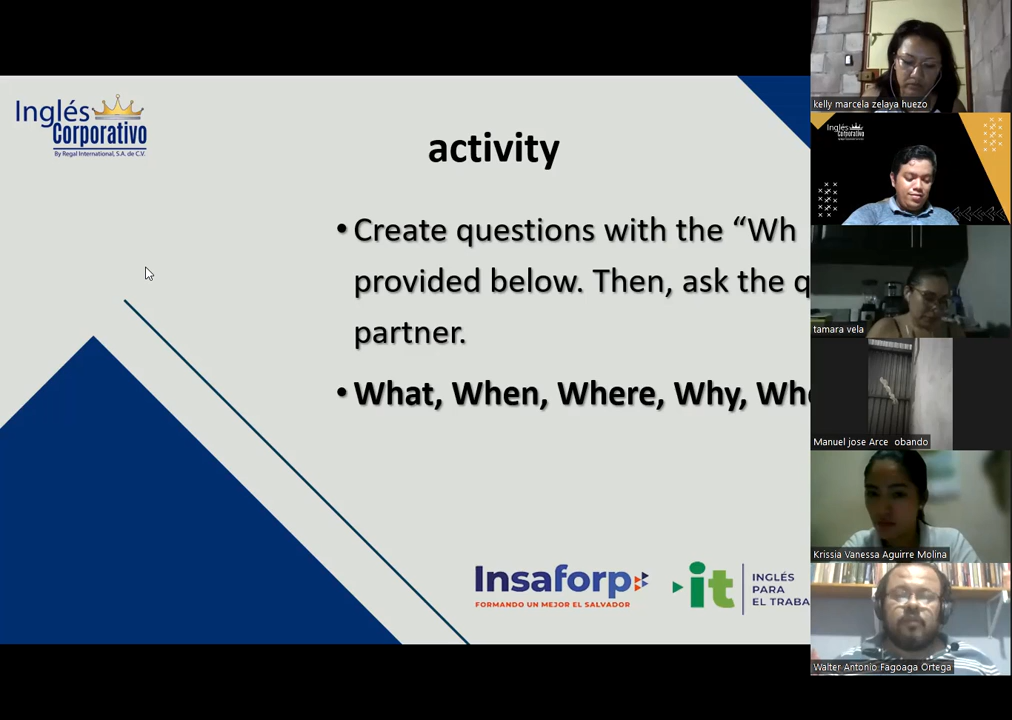 Inglés
Corporativo
By Regal International, S.A. de C.V.
activity
• Create questions with the “Wh
provided below. Then, ask the q
partner.
• What, When, Where, Why, Who
Insaforp
FORMANDO UN MEJOR EL SALVADOR
it
INGLÉS
PARA
EL TRABA
kelly marcela zelaya huezo
Inglés
Corporativo
tamara vela
Manuel jose Arce obando
Krissia Vanessa Aguirre Molina
Walter Antonio Fagoaga Ortega